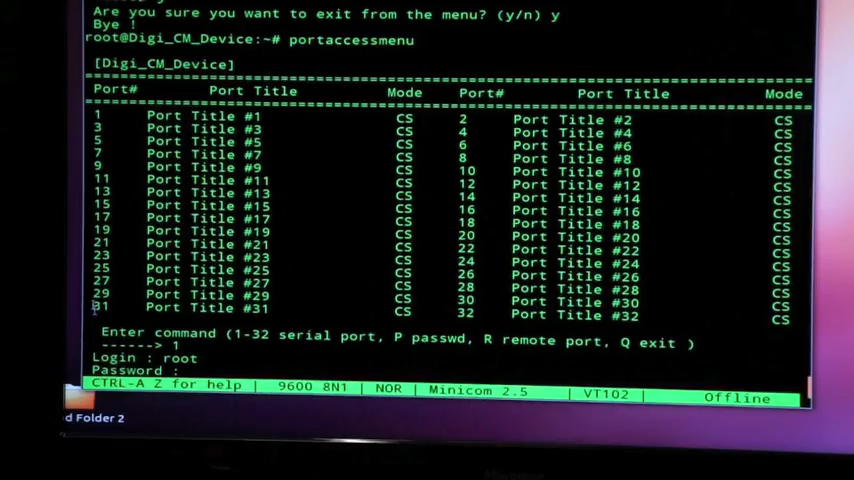 Are you sure you want to exit from the menu? (y/n) y
Bye !
root@Digi_CM_Device:~# portaccessmenu
[Digi_CM_Device]
Port# Port Title Mode Port# Port Title Mode
1 Port Title #1 CS 2 Port Title #2 CS
3 Port Title #3 CS 4 Port Title #4 CS
5 Port Title #5 CS 6 Port Title #6 CS
7 Port Title #7 CS 8 Port Title #8 CS
9 Port Title #9 CS 10 Port Title #10 CS
11 Port Title #11 CS 12 Port Title #12 CS
13 Port Title #13 CS 14 Port Title #14 CS
15 Port Title #15 CS 16 Port Title #16 CS
17 Port Title #17 CS 18 Port Title #18 CS
19 Port Title #19 CS 20 Port Title #20 CS
21 Port Title #21 CS 22 Port Title #22 CS
23 Port Title #23 CS 24 Port Title #24 CS
25 Port Title #25 CS 26 Port Title #26 CS
27 Port Title #27 CS 28 Port Title #28 CS
29 Port Title #29 CS 30 Port Title #30 CS
31 Port Title #31 CS 32 Port Title #32 CS
Enter command (1-32 serial port, P passwd, R remote port, Q exit )
------> 1
Login : root
Password :
CTRL-A Z for help | 9600 8N1 | NOR | Minicom 2.5 | VT102 | Offline
d Folder 2